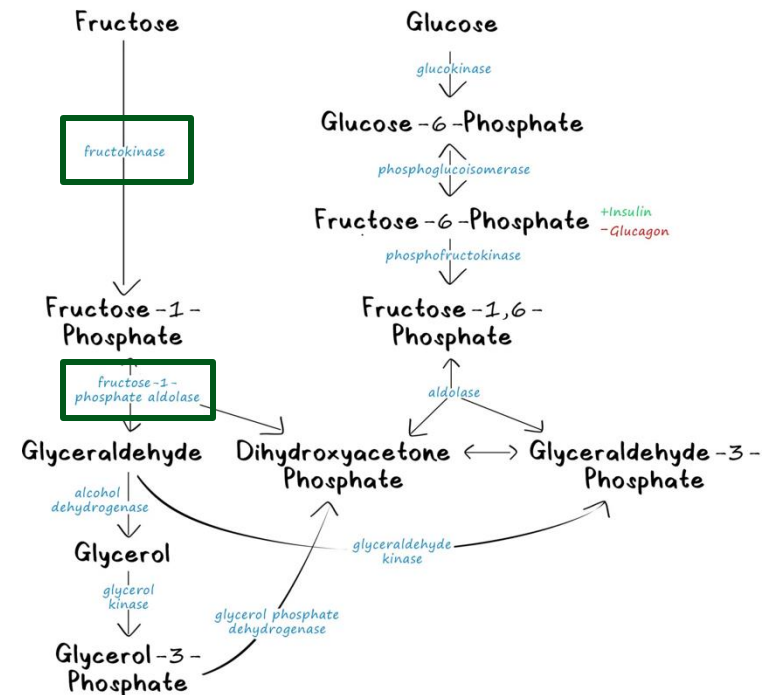 Fructose
Glucose
glucokinase
Glucose-6-Phosphate
fructokinase
phosphoglucoisomerase
Fructose-6-Phosphate
+Insulin
-Glucagon
phosphofructokinase
Fructose-1-
Phosphate
Fructose-1,6-
Phosphate
fructose-1-
phosphate aldolase
aldolase
Glyceraldehyde
Dihydroxyacetone
Phosphate
Glyceraldehyde-3-
Phosphate
alcohol
dehydrogenase
Glycerol
glyceraldehyde
kinase
glycerol
kinase
glycerol phosphate
dehydrogenase
Glycerol-3-
Phosphate